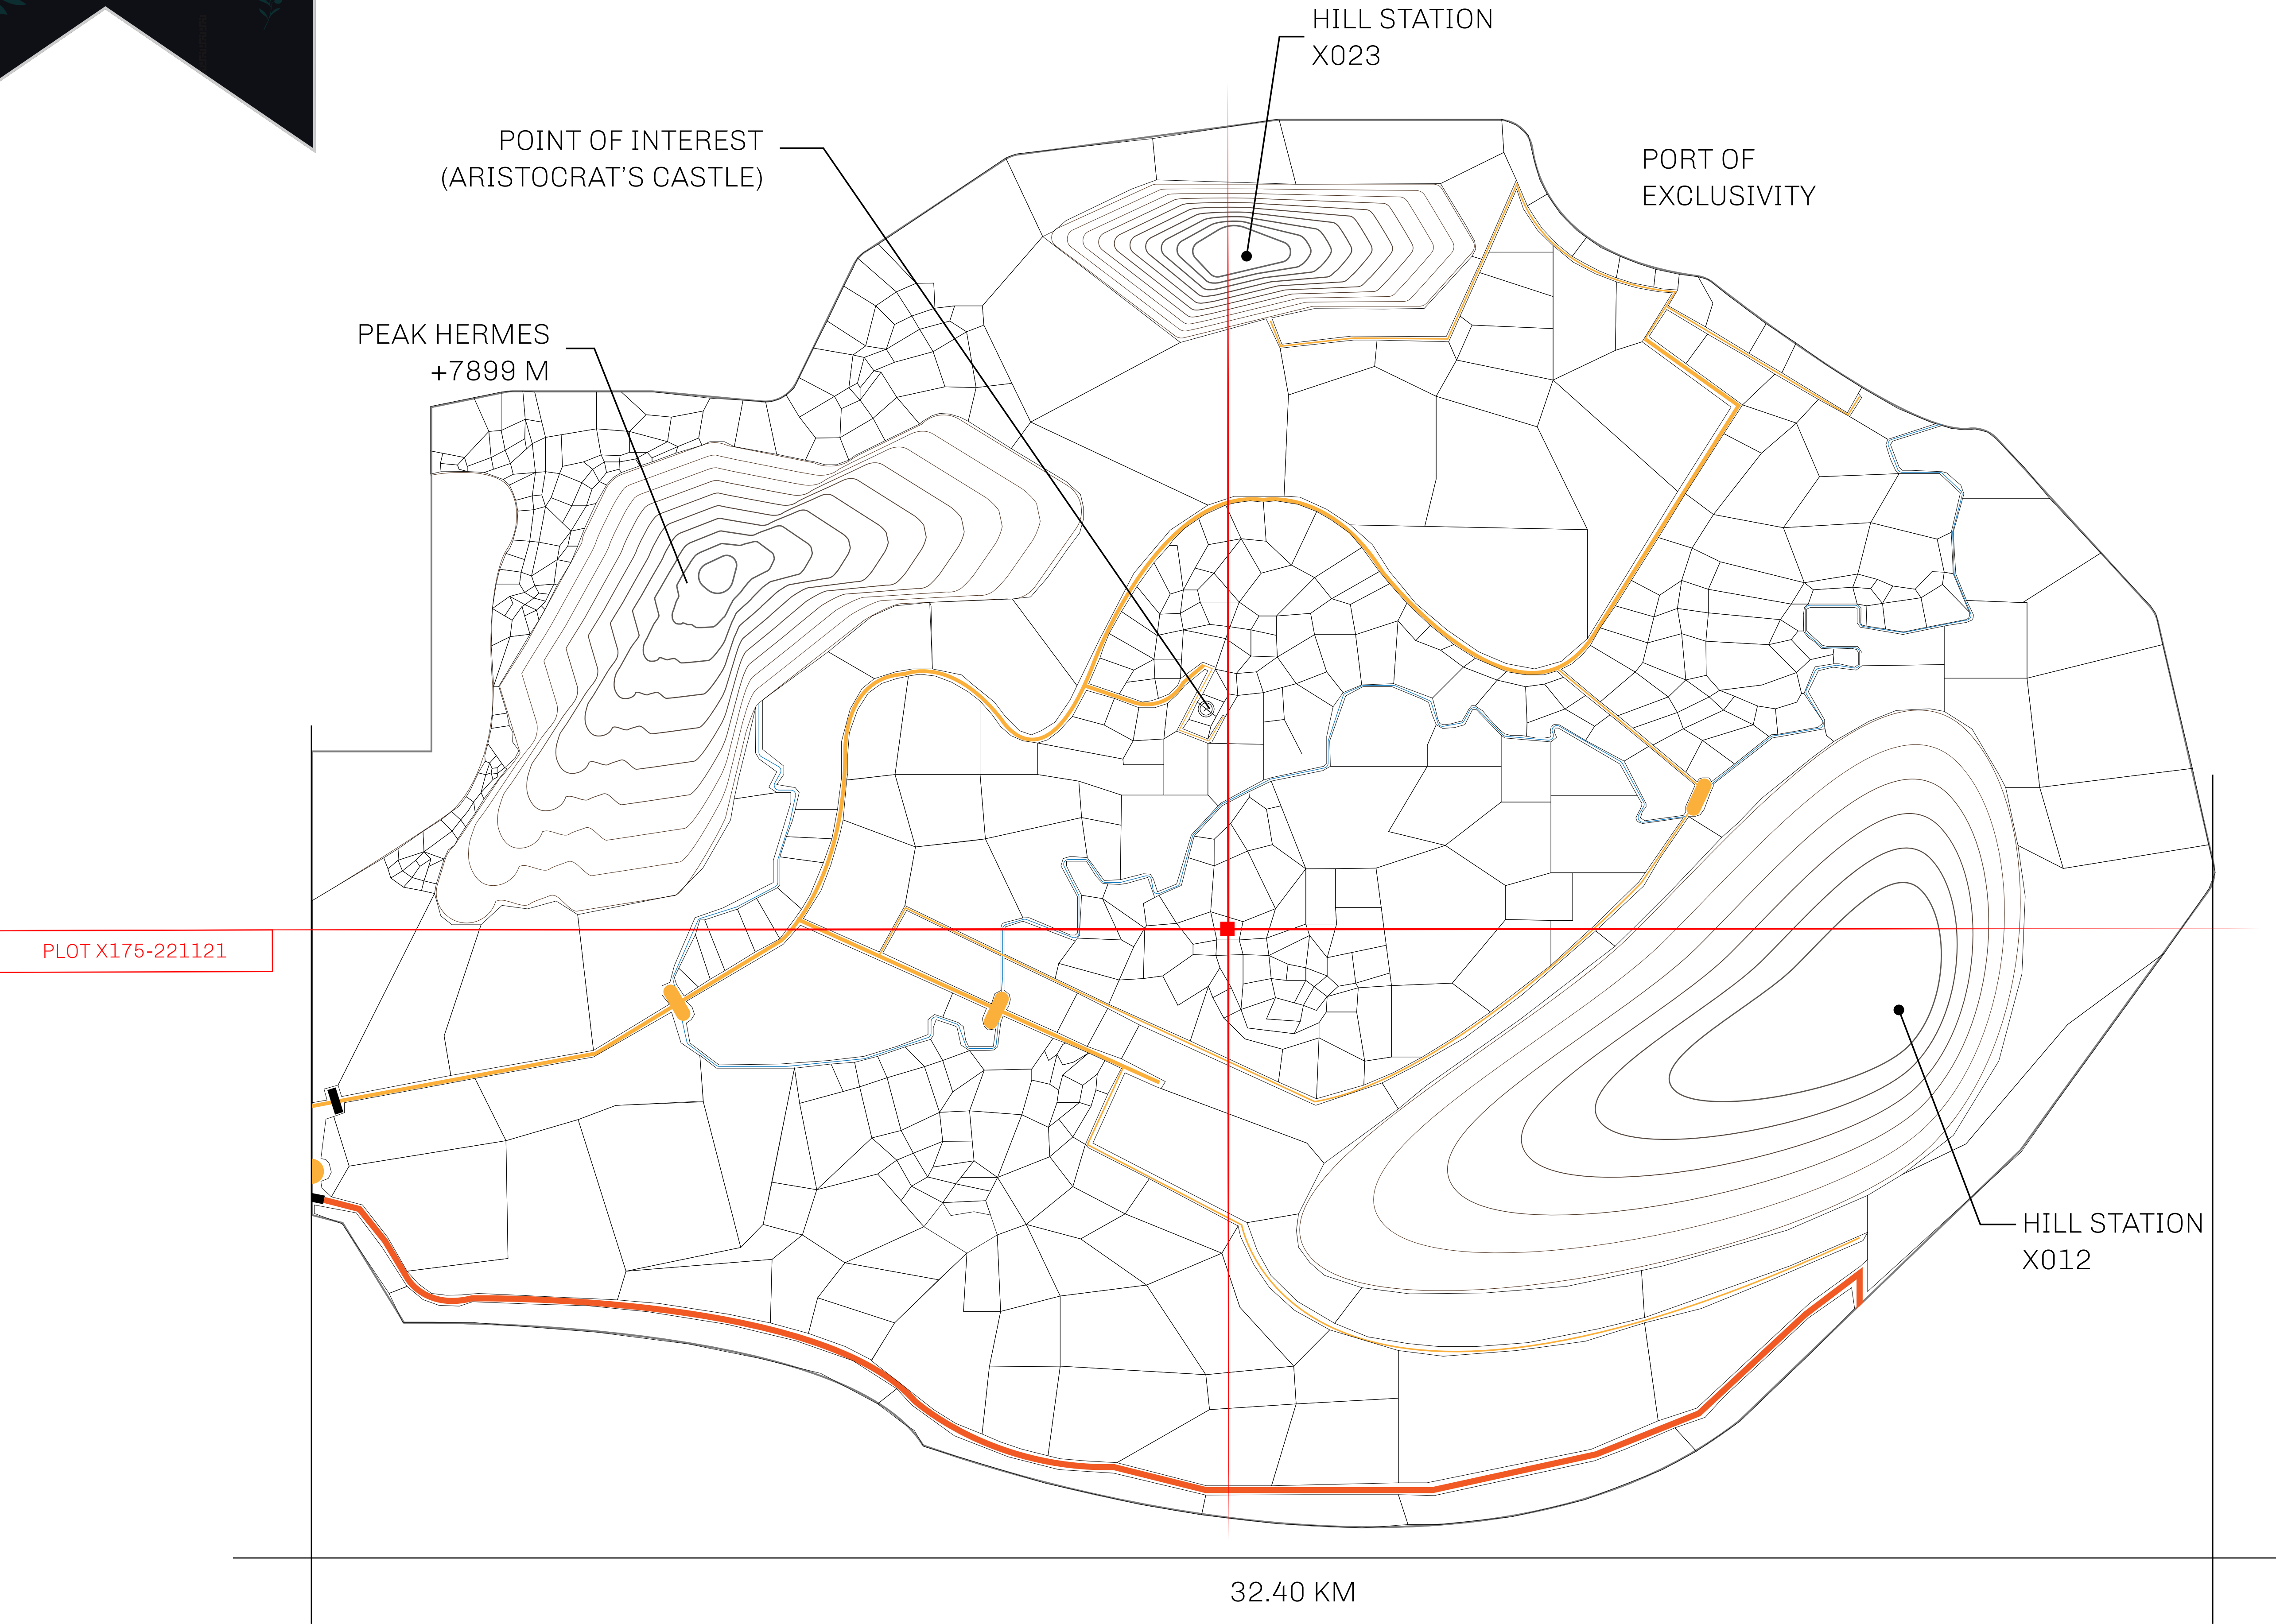 HILL STATION
X023
POINT OF INTEREST
(ARISTOCRAT'S CASTLE)
PORT OF
EXCLUSIVITY
PEAK HERMES
+7899 M
PLOT X175-221121
HILL STATION
X012
32.40 KM